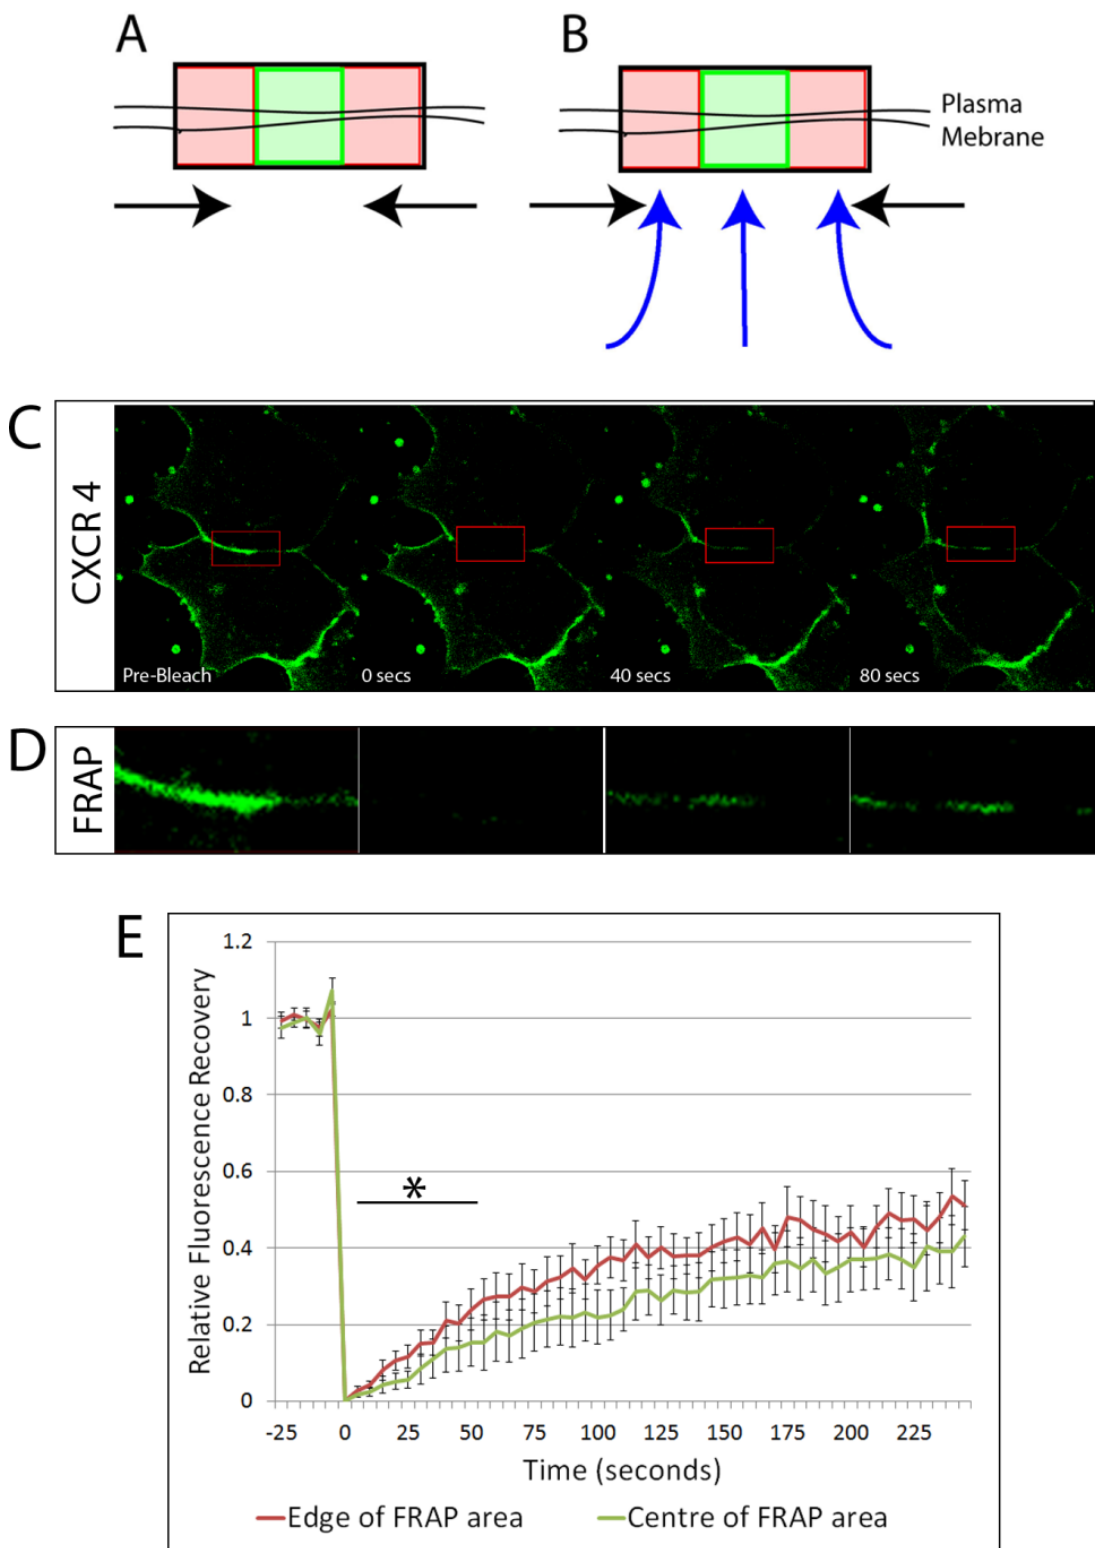 A
B
Plasma
Mebrane
C
CXCR 4
Pre-Bleach
0 secs
40 secs
80 secs
D
FRAP
E
Relative Fluorescence Recovery
1.2
1
0.8
0.6
0.4
0.2
0
*
-25 0 25 50 75 100 125 150 175 200 225
Time (seconds)
Edge of FRAP area
Centre of FRAP area